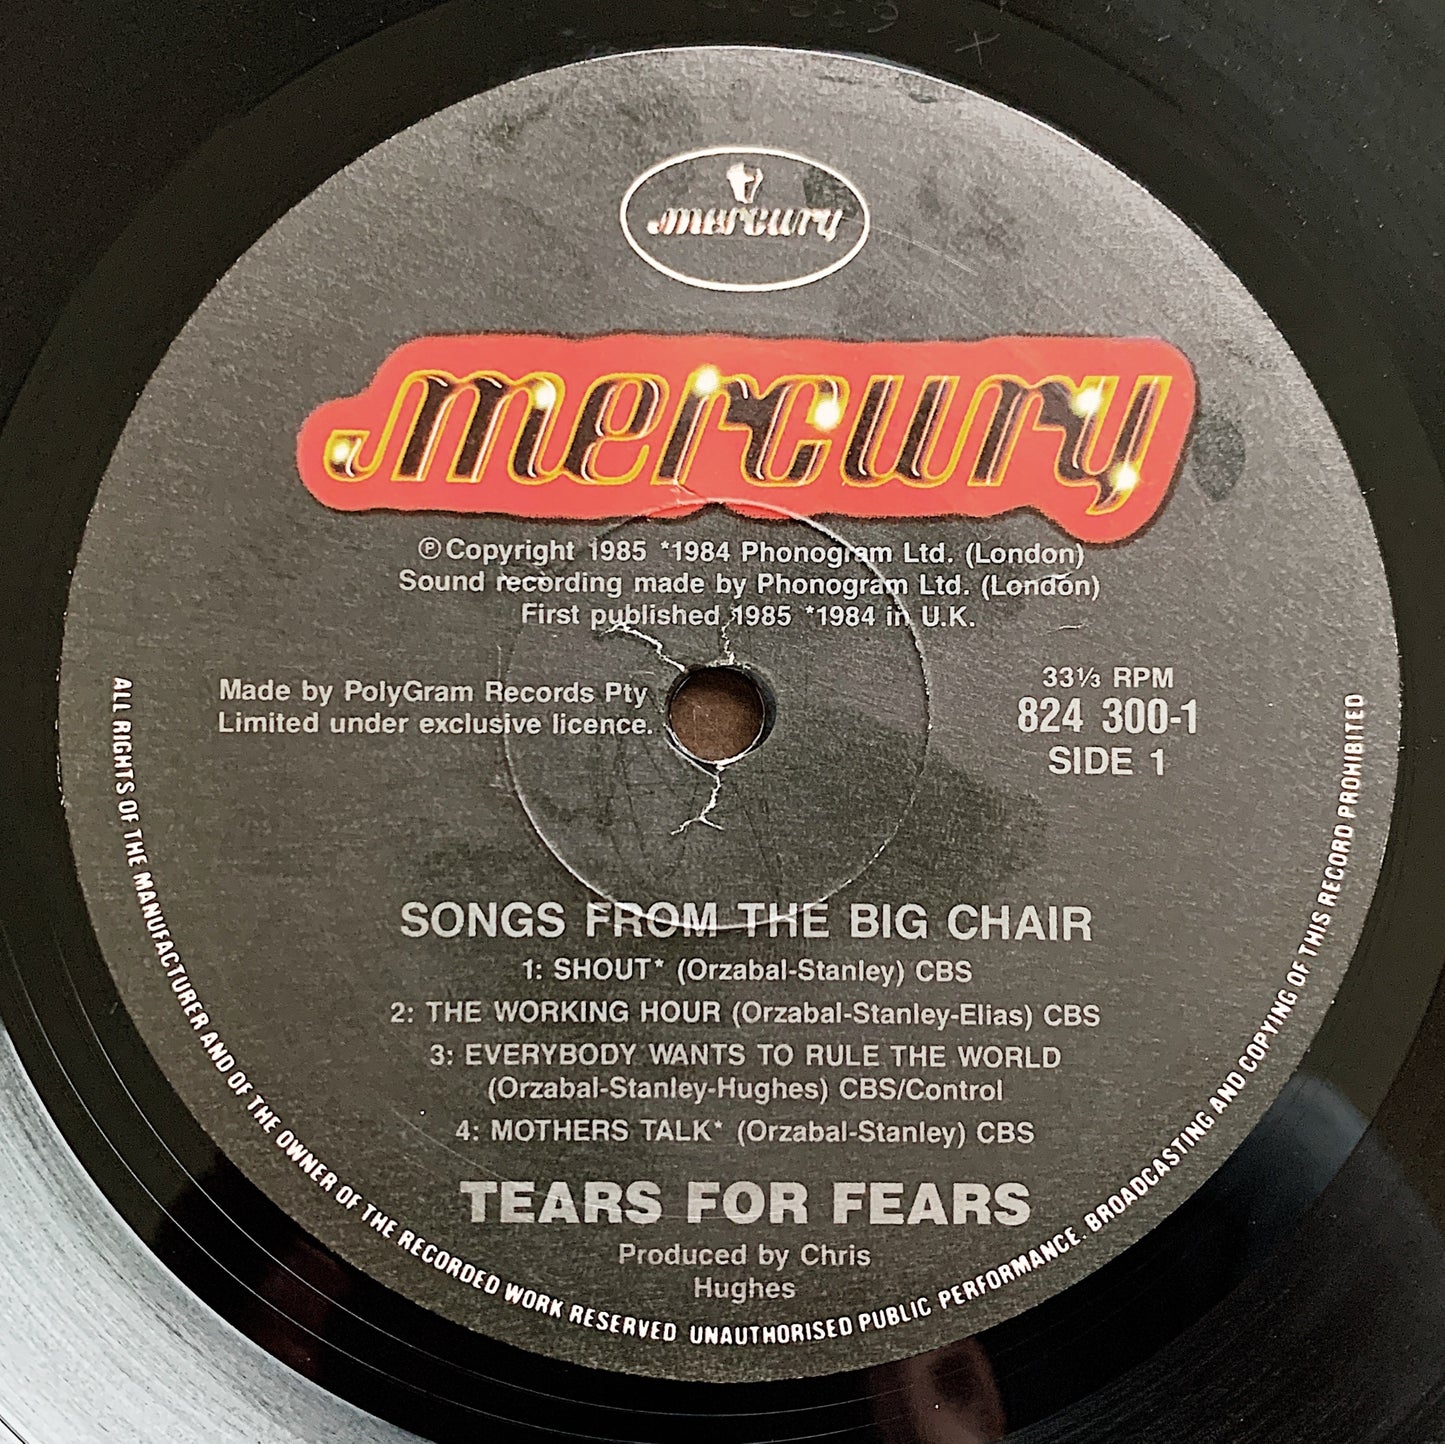 mercury
mercury
℗ Copyright 1985 *1984 Phonogram Ltd. (London)
Sound recording made by Phonogram Ltd. (London)
First published 1985 *1984 in U.K.
Made by PolyGram Records Pty
Limited under exclusive licence.
33⅓ RPM
824 300-1
SIDE 1
SONGS FROM THE BIG CHAIR
1: SHOUT* (Orzabal-Stanley) CBS
2: THE WORKING HOUR (Orzabal-Stanley-Elias) CBS
3: EVERYBODY WANTS TO RULE THE WORLD
(Orzabal-Stanley-Hughes) CBS/Control
4: MOTHERS TALK* (Orzabal-Stanley) CBS
TEARS FOR FEARS
Produced by Chris
Hughes
ALL RIGHTS OF THE MANUFACTURER AND OF THE OWNER OF THE RECORDED WORK RESERVED UNAUTHORISED PUBLIC PERFORMANCE. BROADCASTING AND COPYING OF THIS RECORD PROHIBITED